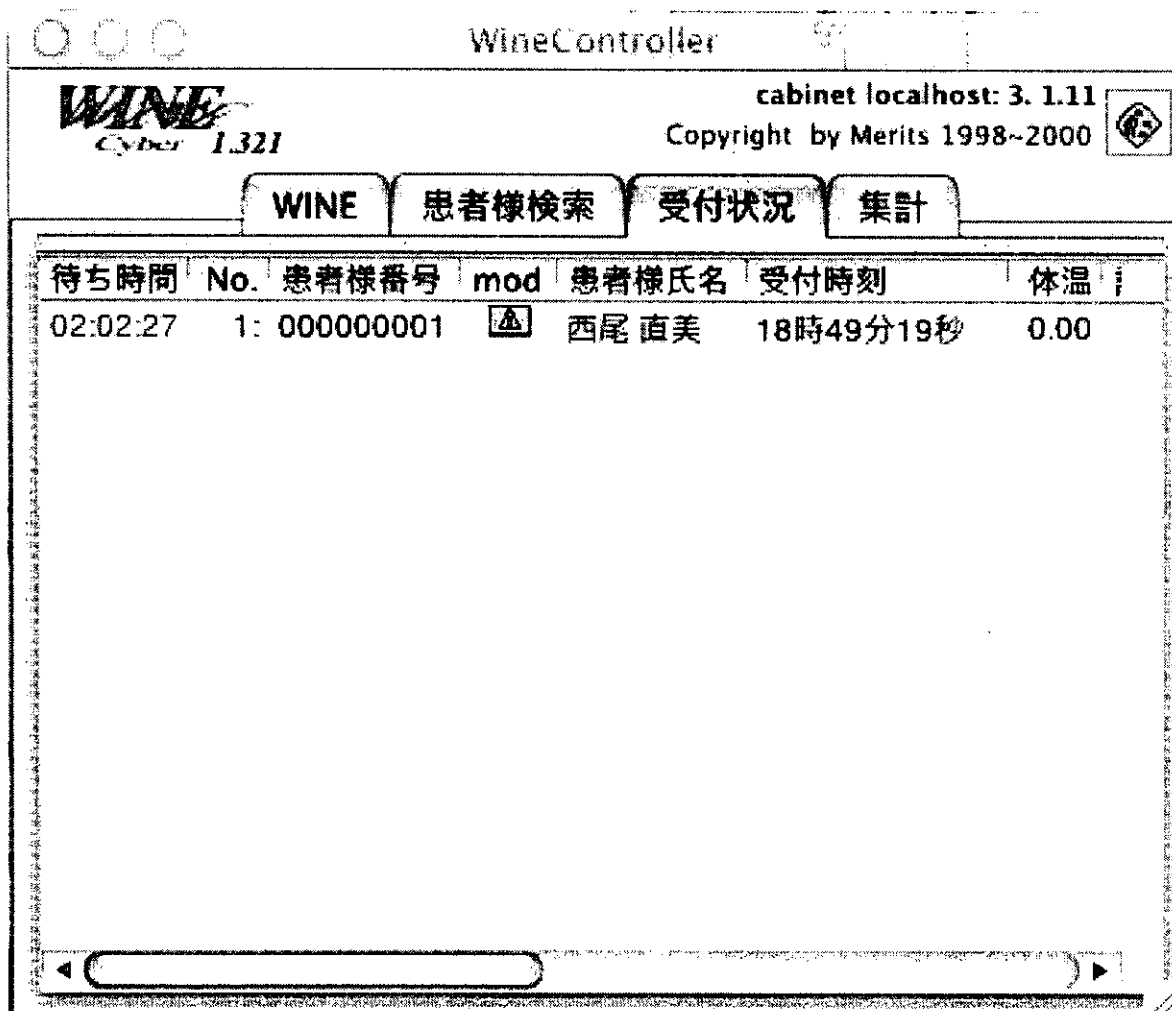 WineController
WINE
Cyber 1.321
cabinet localhost: 3. 1.11
Copyright by Merits 1998~2000
WINE 患者様検索 受付状況 集計
待ち時間 No. 患者様番号 mod 患者様氏名 受付時刻 体温
02:02:27 1: 000000001 西尾 直美 18時49分19秒 0.00